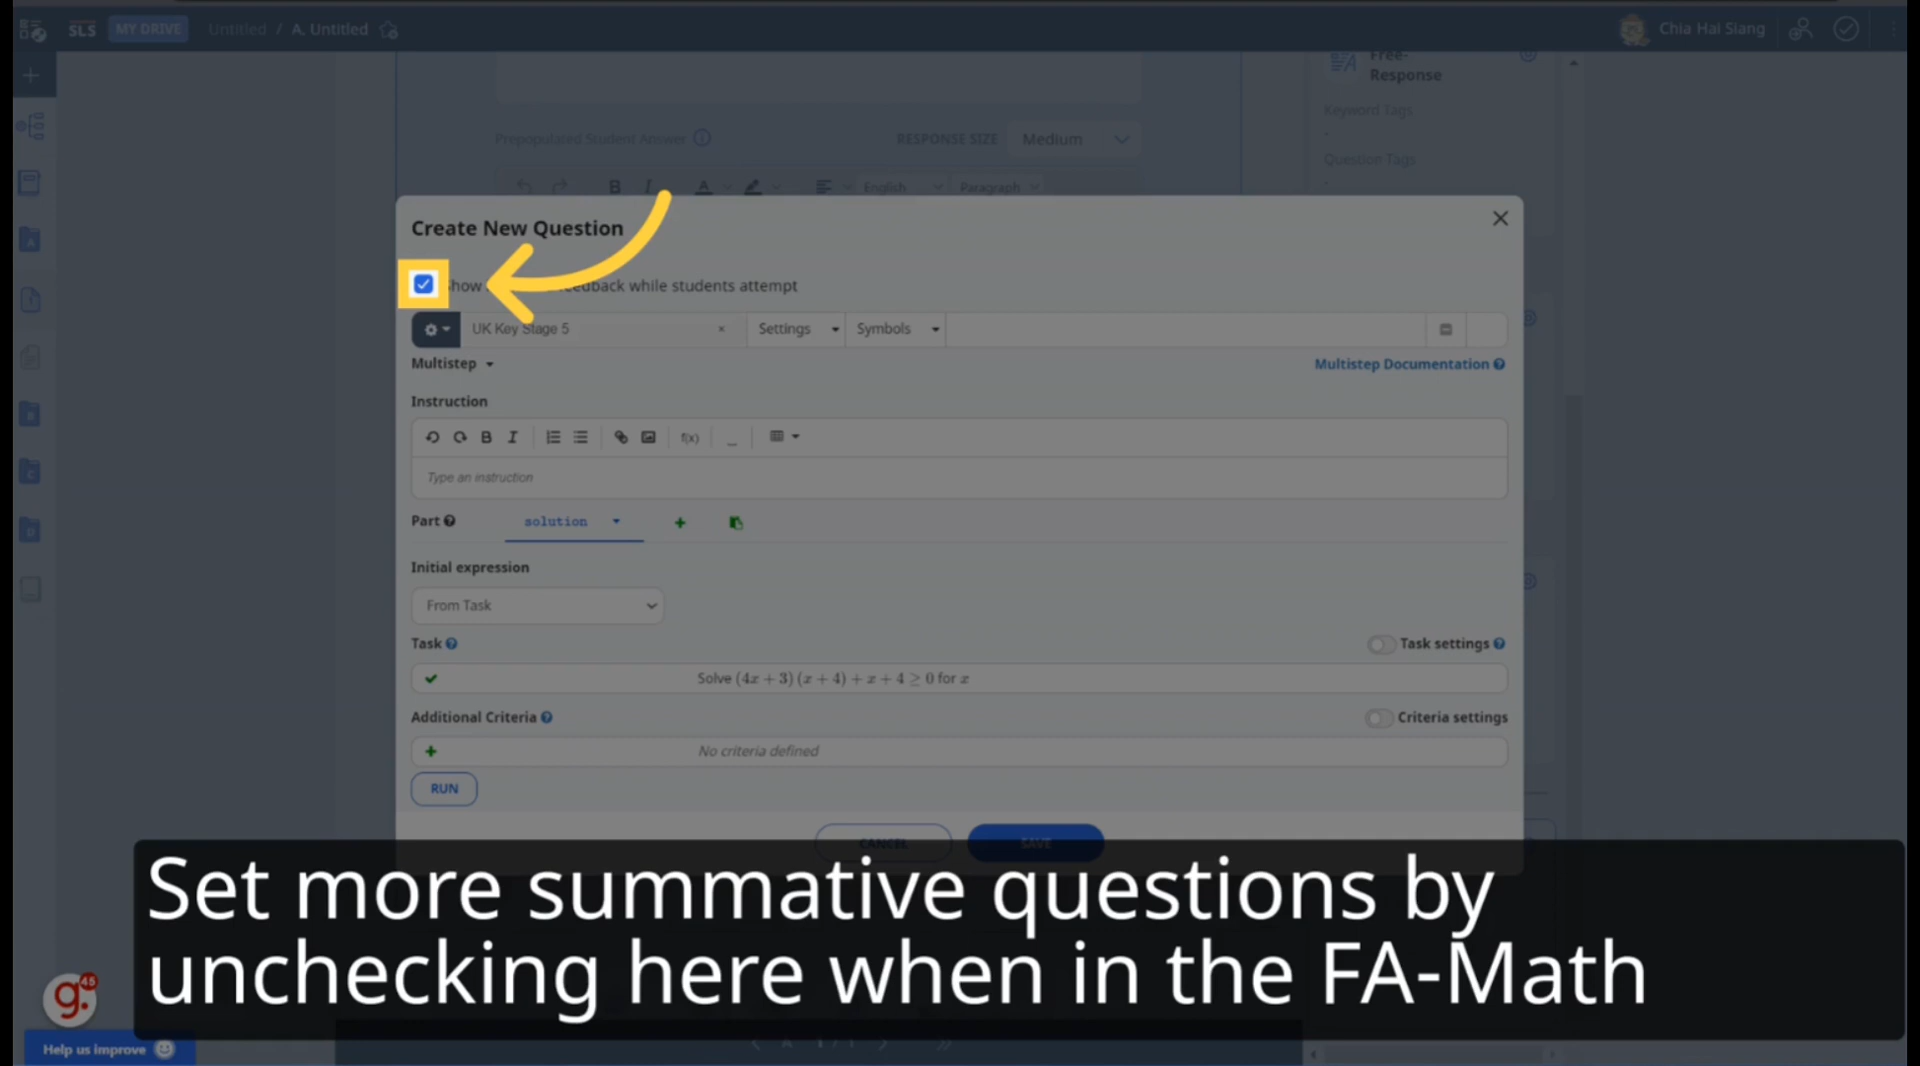 SLS MY DRIVE Untitled / A. Untitled Chia Hai Siang
Free-
Response
Keyword Tags
-
Question Tags
-
Prepopulated Student Answer RESPONSE SIZE Medium
B I A English Paragraph
Create New Question
how feedback while students attempt
UK Key Stage 5 × Settings Symbols
Multistep Multistep Documentation
Instruction
B I f(x)
Type an instruction
Part solution
Initial expression
From Task
Task Task settings
Solve (4x + 3) (x + 4) + x + 4 ≥ 0 for x
Additional Criteria Criteria settings
No criteria defined
RUN
CANCEL SAVE
Set more summative questions by
unchecking here when in the FA-Math
g. 45
Help us improve